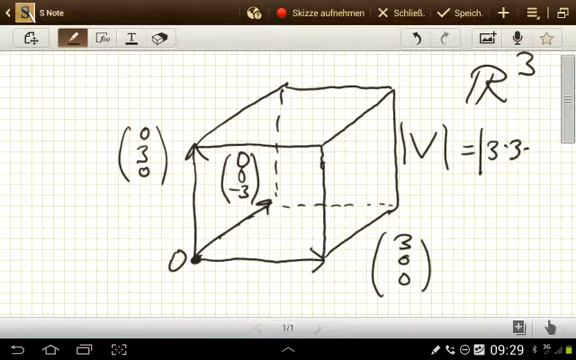 S Note
Skizze aufnehmen
Schließ.
Speich.
ℝ³
0
3
0
0
0
-3
|V| = |3·3·
0
3
0
0
1/1
09:29